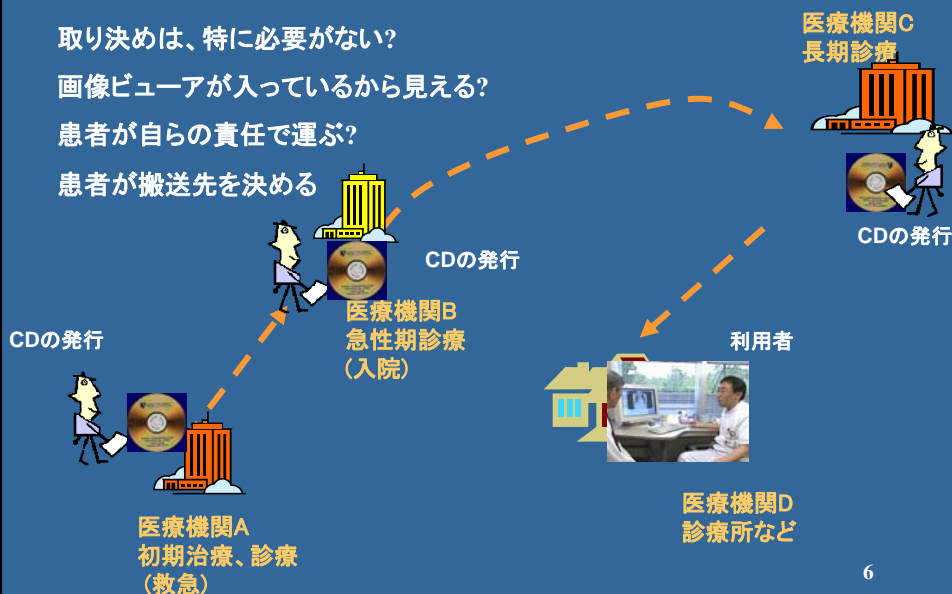 取り決めは、特に必要がない?
画像ビューアが入っているから見える?
患者が自らの責任で運ぶ?
患者が搬送先を決める
医療機関C
長期診療
CDの発行
CDの発行
医療機関B
急性期診療
(入院)
CDの発行
利用者
医療機関A
初期治療、診療
(救急)
医療機関D
診療所など
6